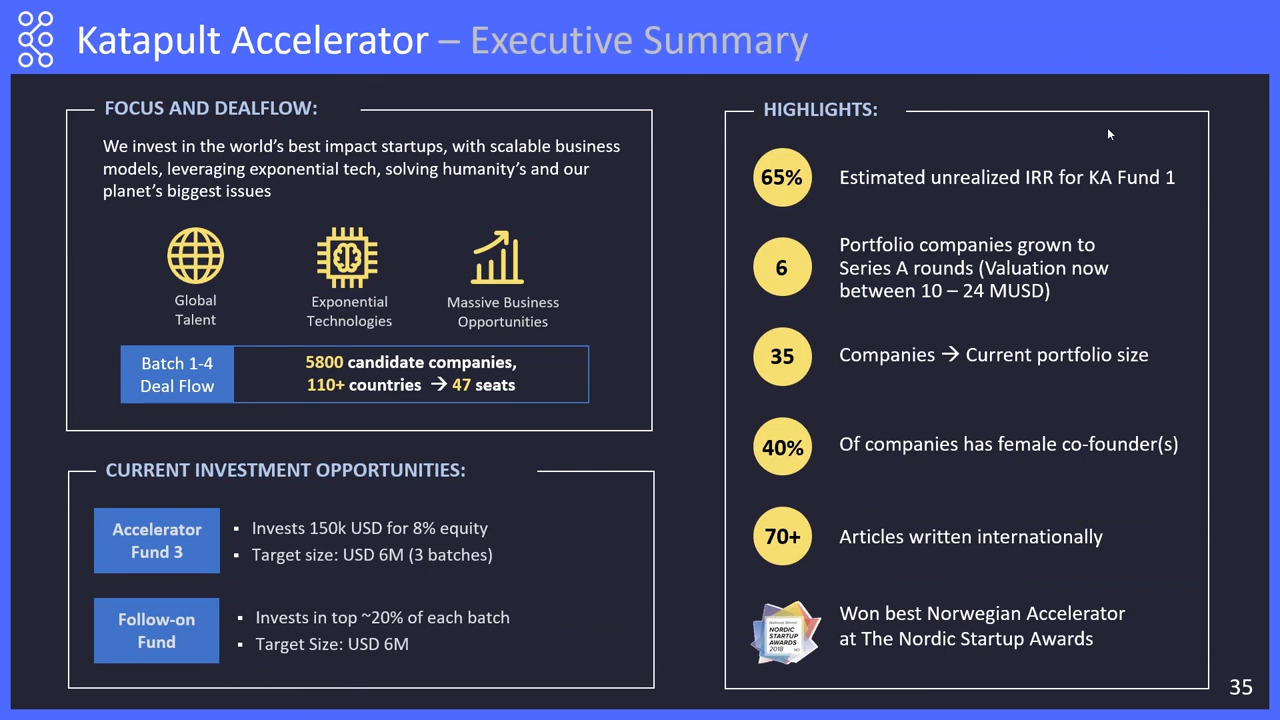 Katapult Accelerator – Executive Summary
FOCUS AND DEALFLOW:
We invest in the world's best impact startups, with scalable business
models, leveraging exponential tech, solving humanity's and our
planet's biggest issues
Global
Talent
Exponential
Technologies
Massive Business
Opportunities
Batch 1-4
Deal Flow
5800 candidate companies,
110+ countries → 47 seats
CURRENT INVESTMENT OPPORTUNITIES:
Accelerator
Fund 3
▪ Invests 150k USD for 8% equity
▪ Target size: USD 6M (3 batches)
Follow-on
Fund
▪ Invests in top ~20% of each batch
▪ Target Size: USD 6M
HIGHLIGHTS:
65%
Estimated unrealized IRR for KA Fund 1
6
Portfolio companies grown to
Series A rounds (Valuation now
between 10 – 24 MUSD)
35
Companies → Current portfolio size
40%
Of companies has female co-founder(s)
70+
Articles written internationally
NORDIC
STARTUP
AWARDS
2018
Won best Norwegian Accelerator
at The Nordic Startup Awards
35